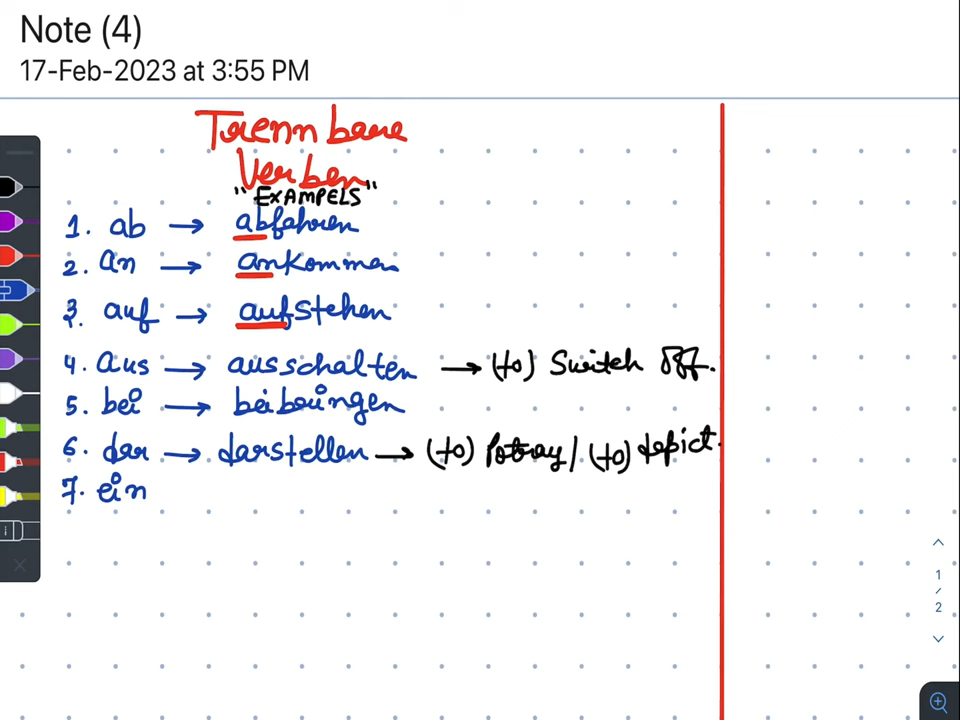 Note (4)
17-Feb-2023 at 3:55 PM
Trennbare
Verben
"EXAMPELS"
1. ab → abfahren
2. an → ankommen
3. auf → aufstehen
4. aus → ausschalten → (to) Switch Off.
5. bei → beibringen
6. dar → darstellen → (to) Potray / (to) depict.
7. ein
1
/
2